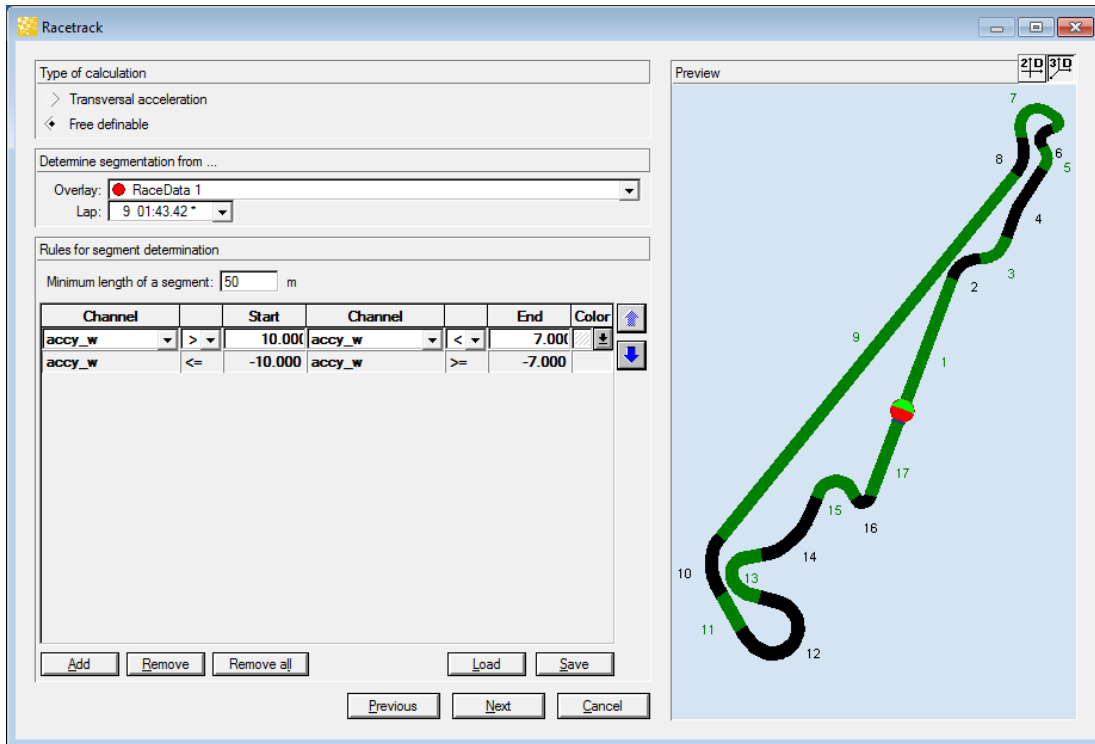 Racetrack
Type of calculation
Transversal acceleration
Free definable
Determine segmentation from ...
Overlay: RaceData 1
Lap: 9 01:43.42 *
Rules for segment determination
Minimum length of a segment: 50 m
Channel Start Channel End Color
accy_w > 10.00( accy_w < 7.00(
accy_w <= -10.000 accy_w >= -7.000
Add Remove Remove all Load Save
Previous Next Cancel
Preview
2D 3D
7
8
6
5
4
3
2
9
1
17
15
16
14
10
13
11
12